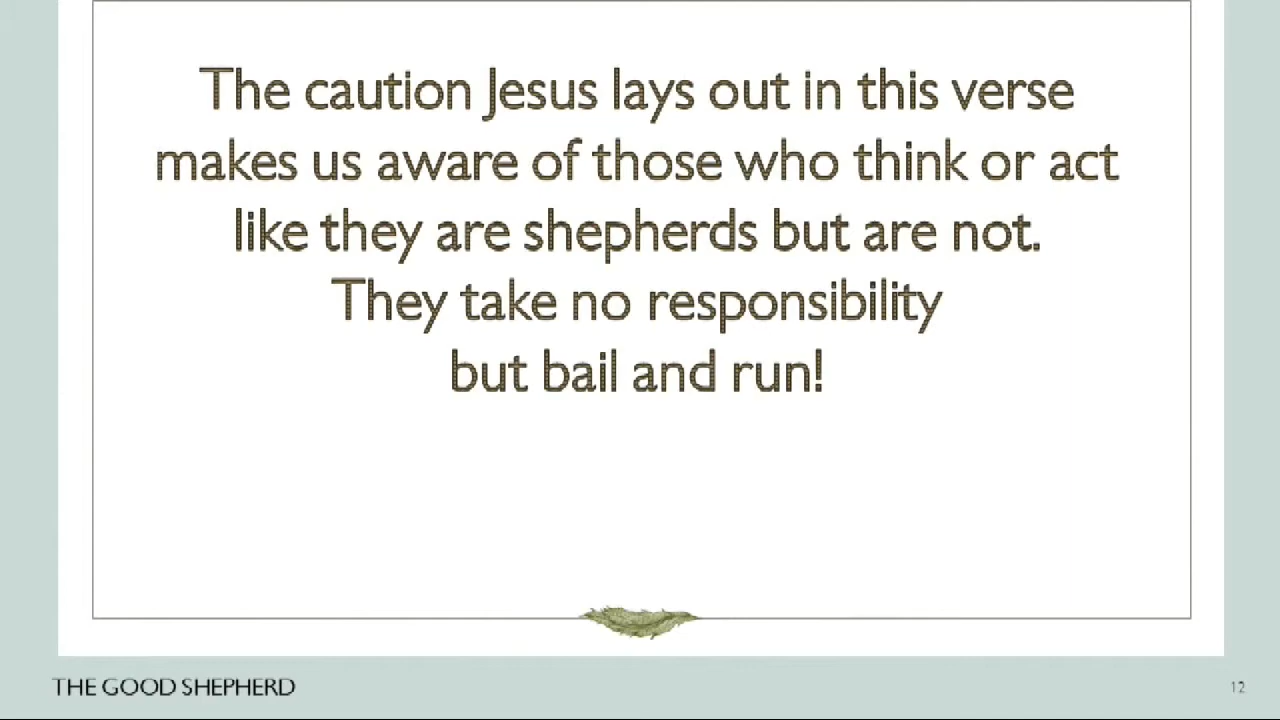 The caution Jesus lays out in this verse
makes us aware of those who think or act
like they are shepherds but are not.
They take no responsibility
but bail and run!
THE GOOD SHEPHERD
12